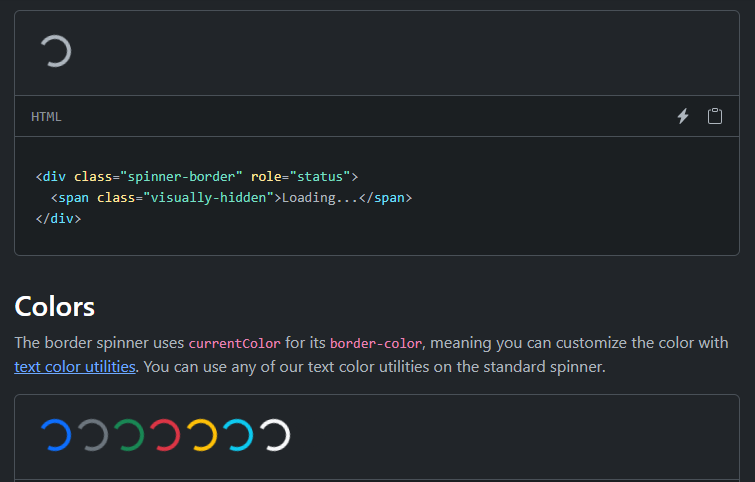 HTML
<div class="spinner-border" role="status">
  <span class="visually-hidden">Loading...</span>
</div>
Colors
The border spinner uses currentColor for its border-color, meaning you can customize the color with
text color utilities. You can use any of our text color utilities on the standard spinner.